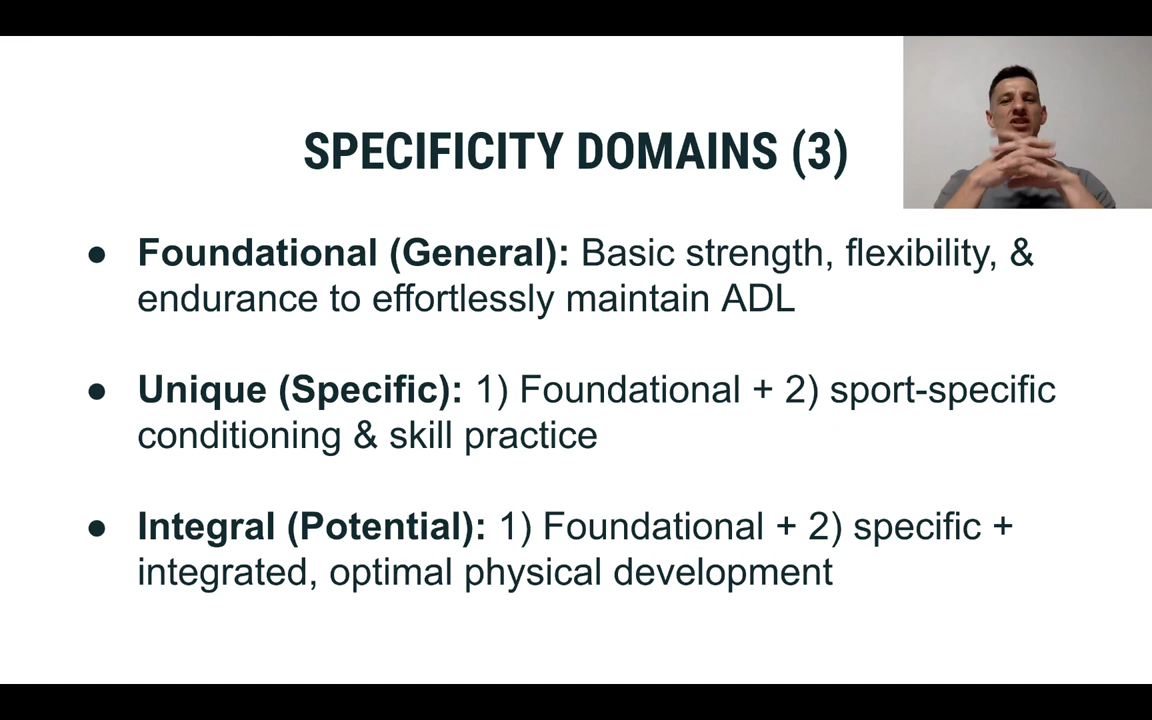 SPECIFICITY DOMAINS (3)
● Foundational (General): Basic strength, flexibility, &
endurance to effortlessly maintain ADL
● Unique (Specific): 1) Foundational + 2) sport-specific
conditioning & skill practice
● Integral (Potential): 1) Foundational + 2) specific +
integrated, optimal physical development